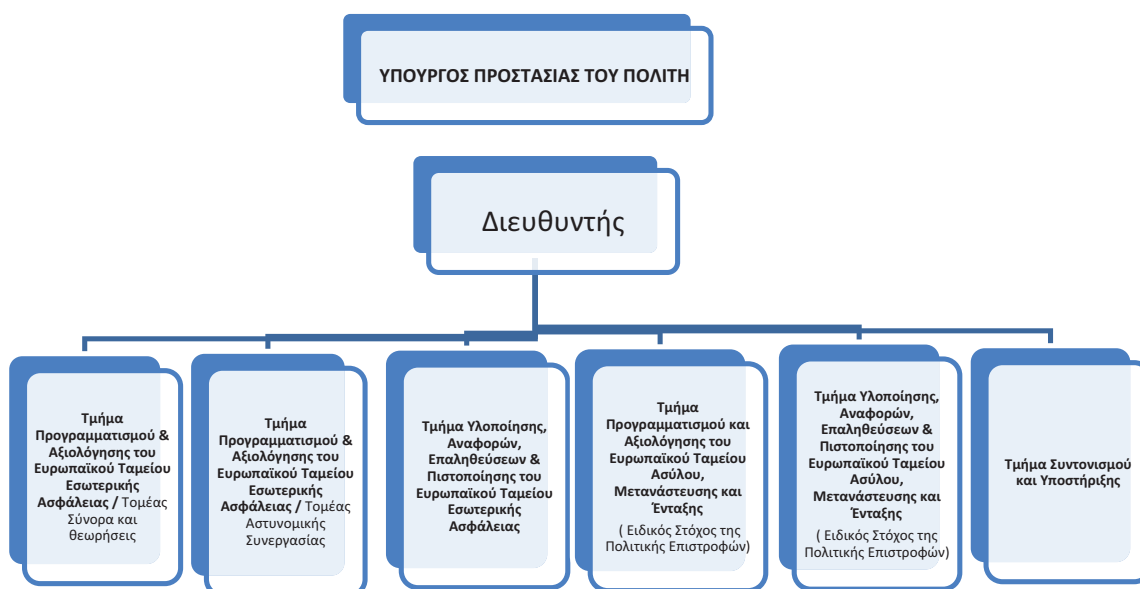 ΥΠΟΥΡΓΟΣ ΠΡΟΣΤΑΣΙΑΣ ΤΟΥ ΠΟΛΙΤΗ
Διευθυντής
Τμήμα
Προγραμματισμού &
Αξιολόγησης του
Ευρωπαϊκού Ταμείου
Εσωτερικής
Ασφάλειας / Τομέας
Σύνορα και
θεωρήσεις
Τμήμα
Προγραμματισμού &
Αξιολόγησης του
Ευρωπαϊκού Ταμείου
Εσωτερικής
Ασφάλειας / Τομέας
Αστυνομικής
Συνεργασίας
Τμήμα Υλοποίησης,
Αναφορών,
Επαληθεύσεων &
Πιστοποίησης του
Ευρωπαϊκού Ταμείου
Εσωτερικής
Ασφάλειας
Τμήμα
Προγραμματισμού και
Αξιολόγησης του
Ευρωπαϊκού Ταμείου
Ασύλου,
Μετανάστευσης και
Ένταξης
( Ειδικός Στόχος της
Πολιτικής Επιστροφών)
Τμήμα Υλοποίησης,
Αναφορών,
Επαληθεύσεων &
Πιστοποίησης του
Ευρωπαϊκού Ταμείου
Ασύλου,
Μετανάστευσης και
Ένταξης
( Ειδικός Στόχος της
Πολιτικής Επιστροφών)
Τμήμα Συντονισμού
και Υποστήριξης